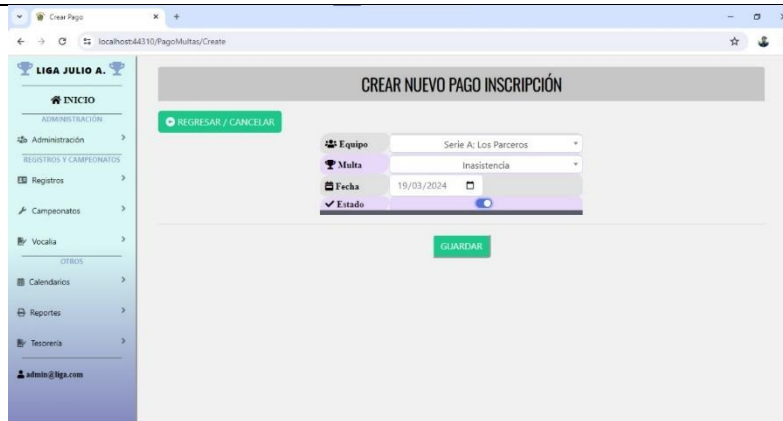 Crear Pago
localhost:44310/PagoMultas/Create
LIGA JULIO A.
INICIO
ADMINISTRACIÓN
Administración
REGISTROS Y CAMPEONATOS
Registros
Campeonatos
Vocalia
OTROS
Calendarios
Reportes
Tesorería
admin@liga.com
CREAR NUEVO PAGO INSCRIPCIÓN
REGRESAR / CANCELAR
Equipo Serie A: Los Parceros
Multa Inasistencia
Fecha 19/03/2024
Estado
GUARDAR